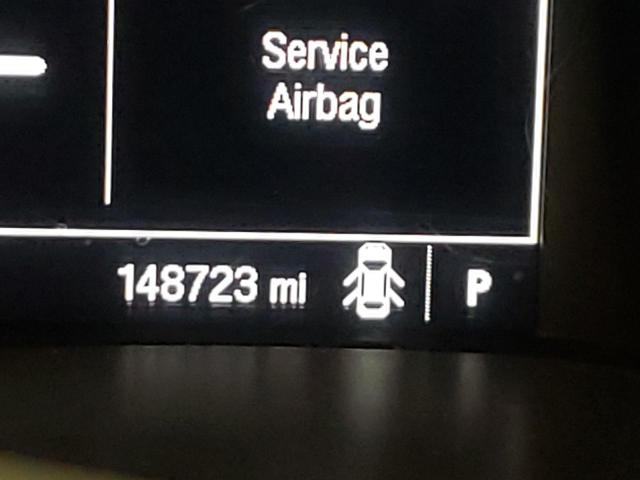 Service
Airbag
148723 mi P